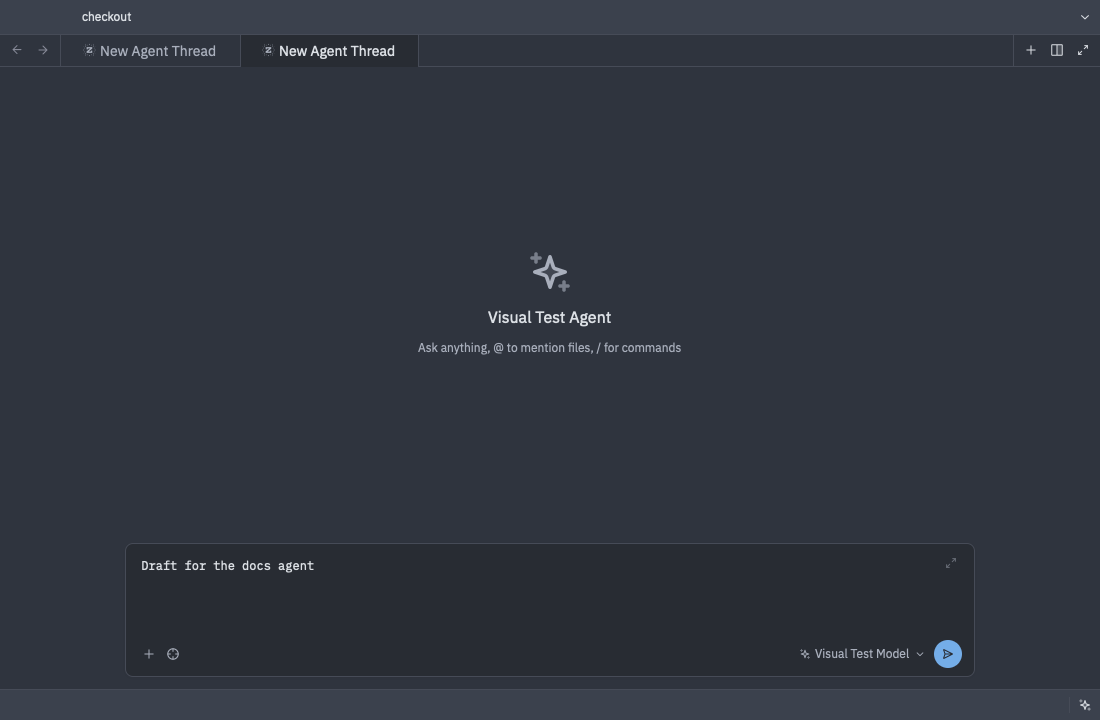 checkout
New Agent Thread
New Agent Thread
Visual Test Agent
Ask anything, @ to mention files, / for commands
Draft for the docs agent
Visual Test Model